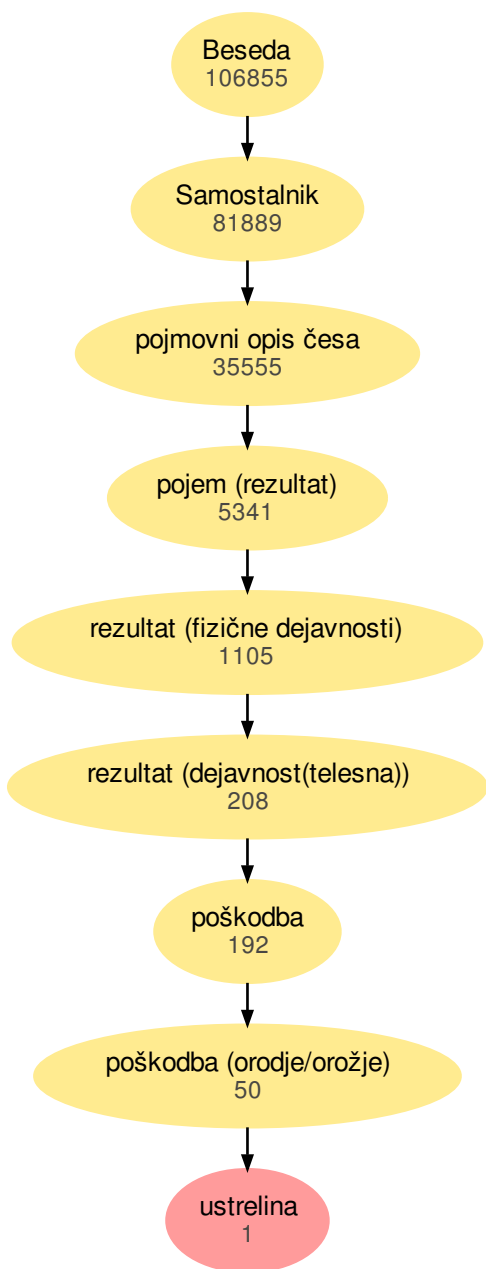 Beseda
106855
Samostalnik
81889
pojmovni opis česa
35555
pojem (rezultat)
5341
rezultat (fizične dejavnosti)
1105
rezultat (dejavnost(telesna))
208
poškodba
192
poškodba (orodje/orožje)
50
ustrelina
1